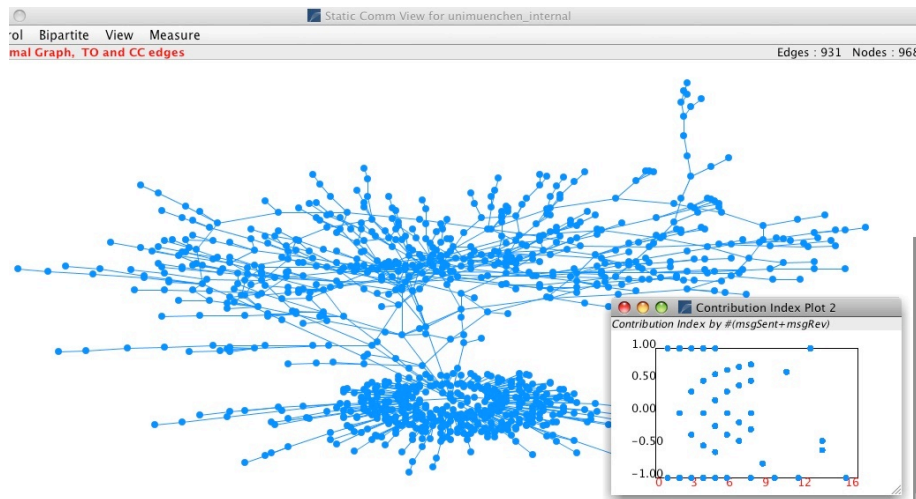 Static Comm View for unimuenchen_internal
rol Bipartite View Measure
mal Graph, TO and CC edges Edges : 931 Nodes : 968
Contribution Index Plot 2
Contribution Index by #(msgSent+msgRev)
1.00
0.50
0.00
-0.50
-1.00
0 3 6 9 12 16